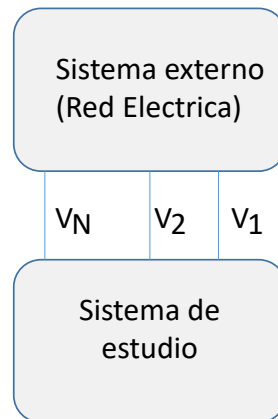 Sistema externo
(Red Electrica)
VN V2 V1
Sistema de
estudio